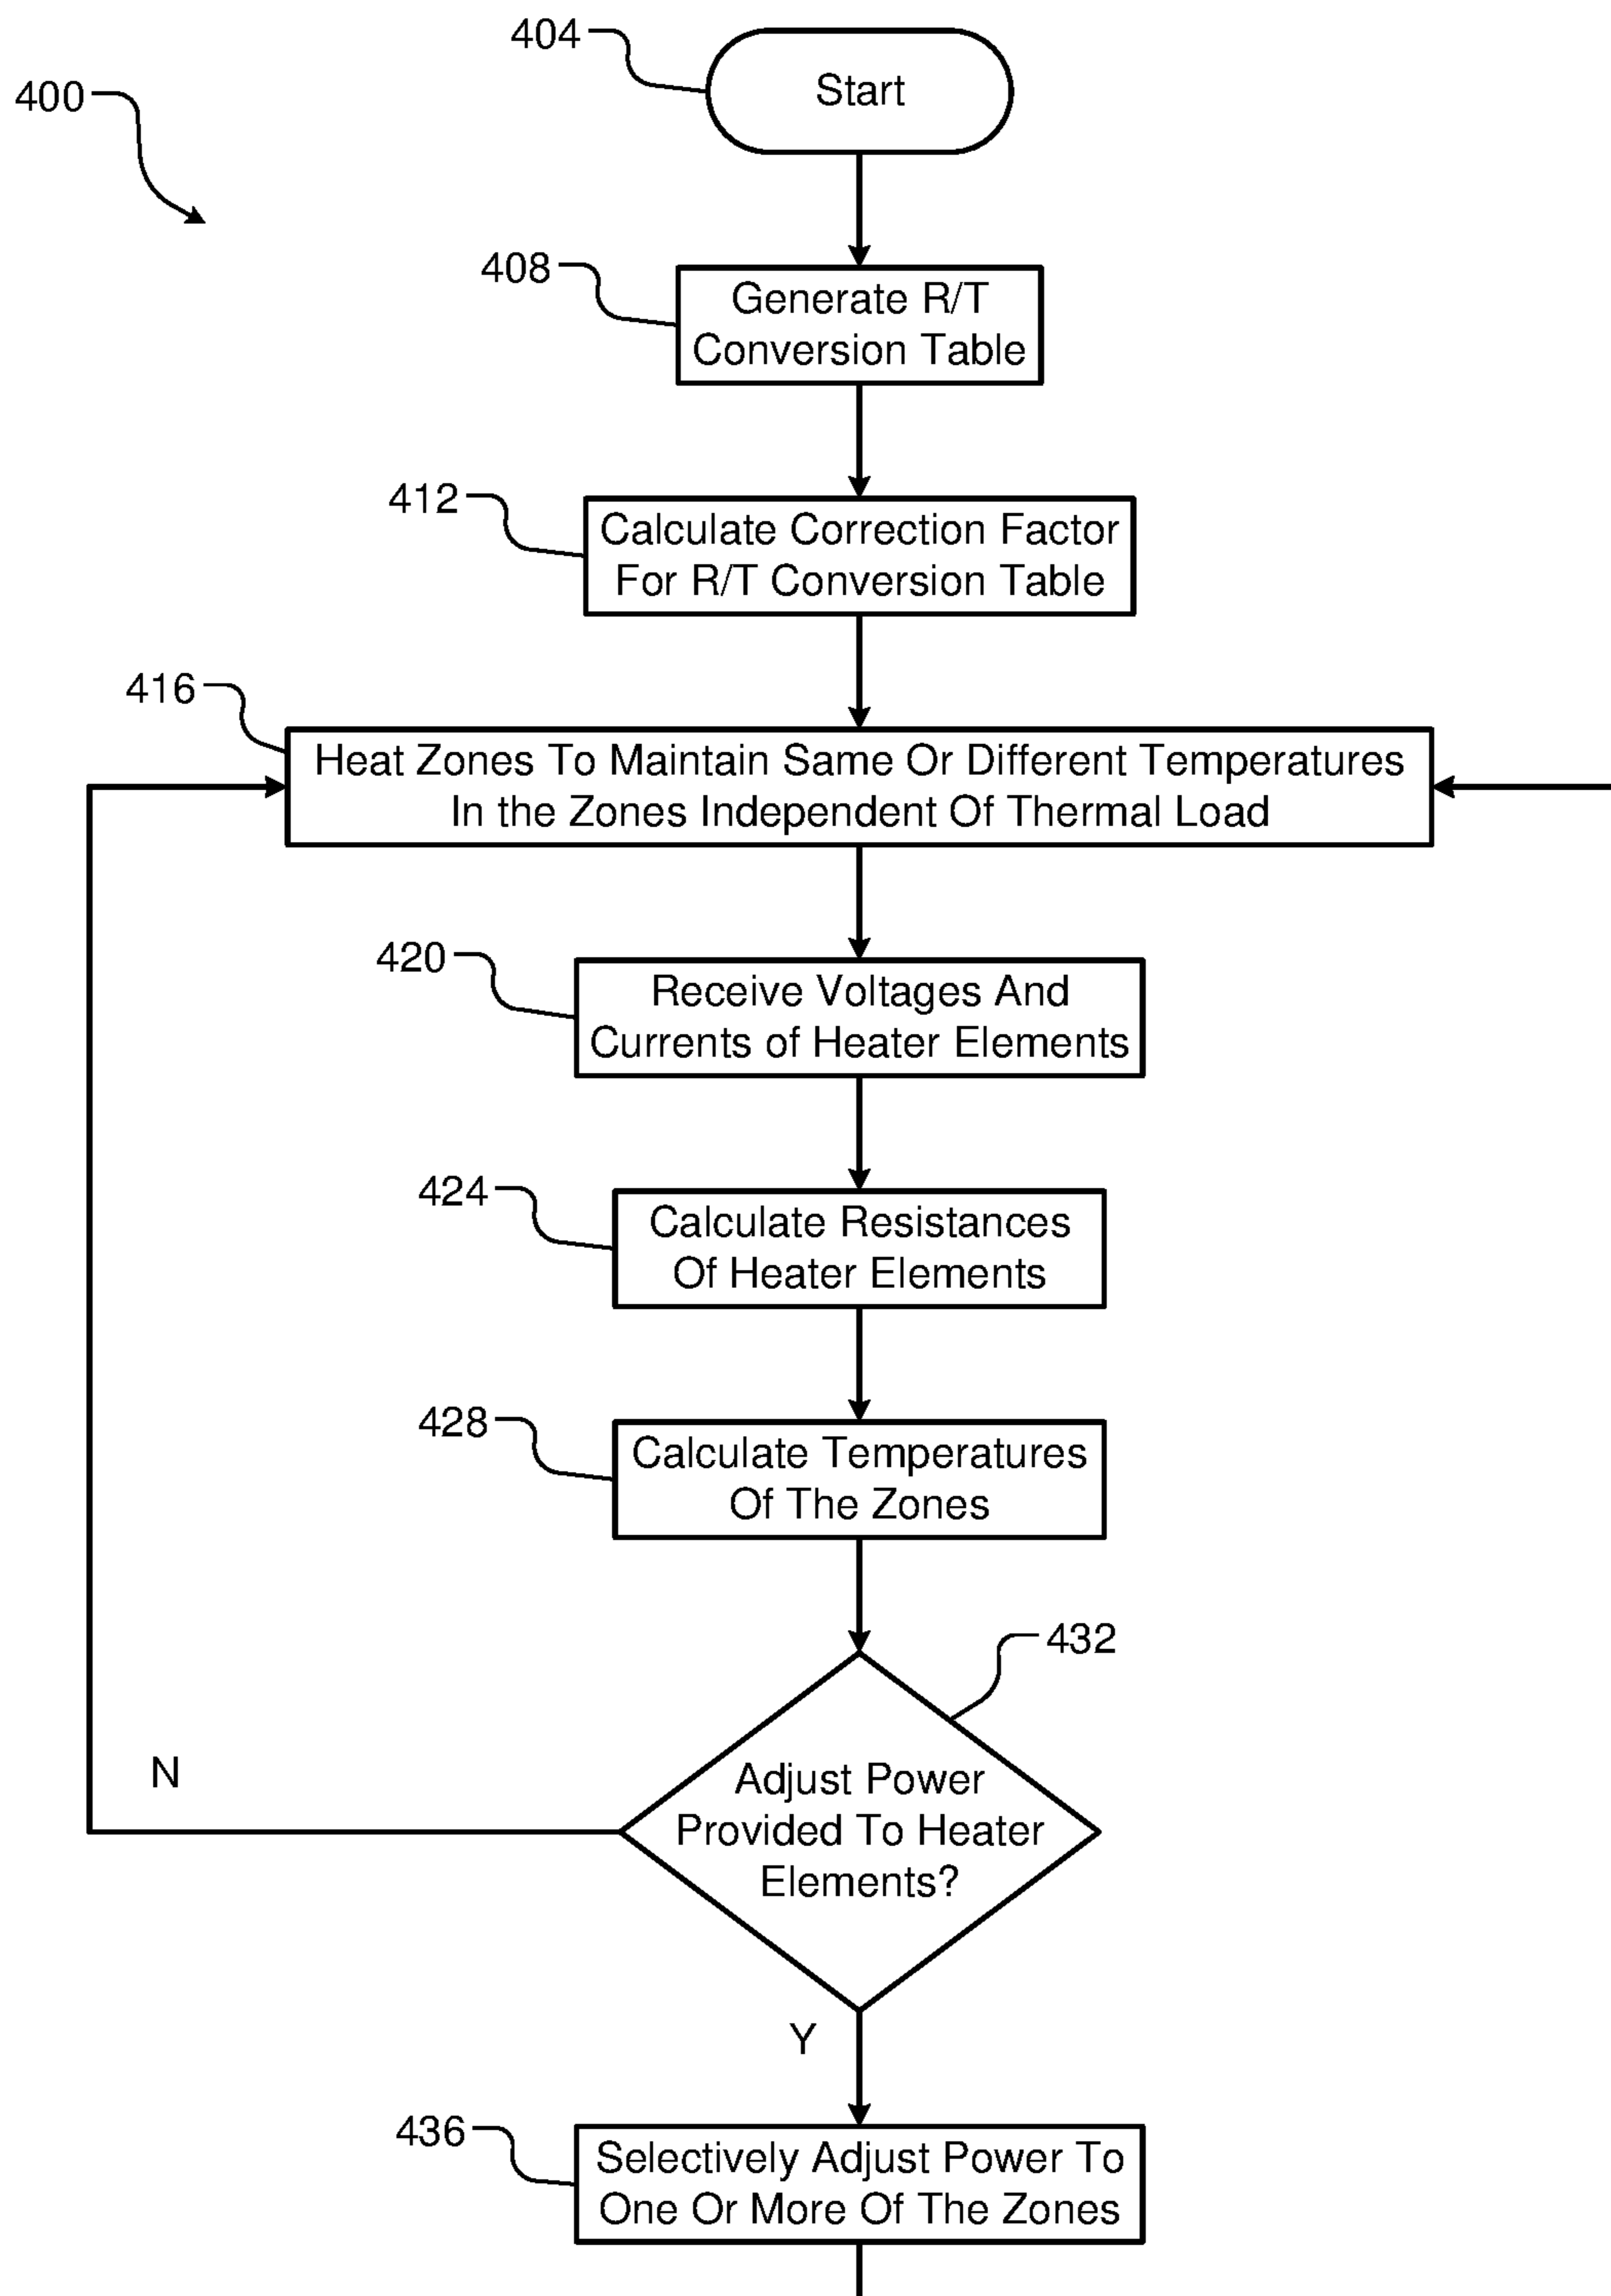 404
Start
400
408
Generate R/T
Conversion Table
412
Calculate Correction Factor
For R/T Conversion Table
416
Heat Zones To Maintain Same Or Different Temperatures
In the Zones Independent Of Thermal Load
420
Receive Voltages And
Currents of Heater Elements
424
Calculate Resistances
Of Heater Elements
428
Calculate Temperatures
Of The Zones
432
Adjust Power
Provided To Heater
Elements?
N
Y
436
Selectively Adjust Power To
One Or More Of The Zones